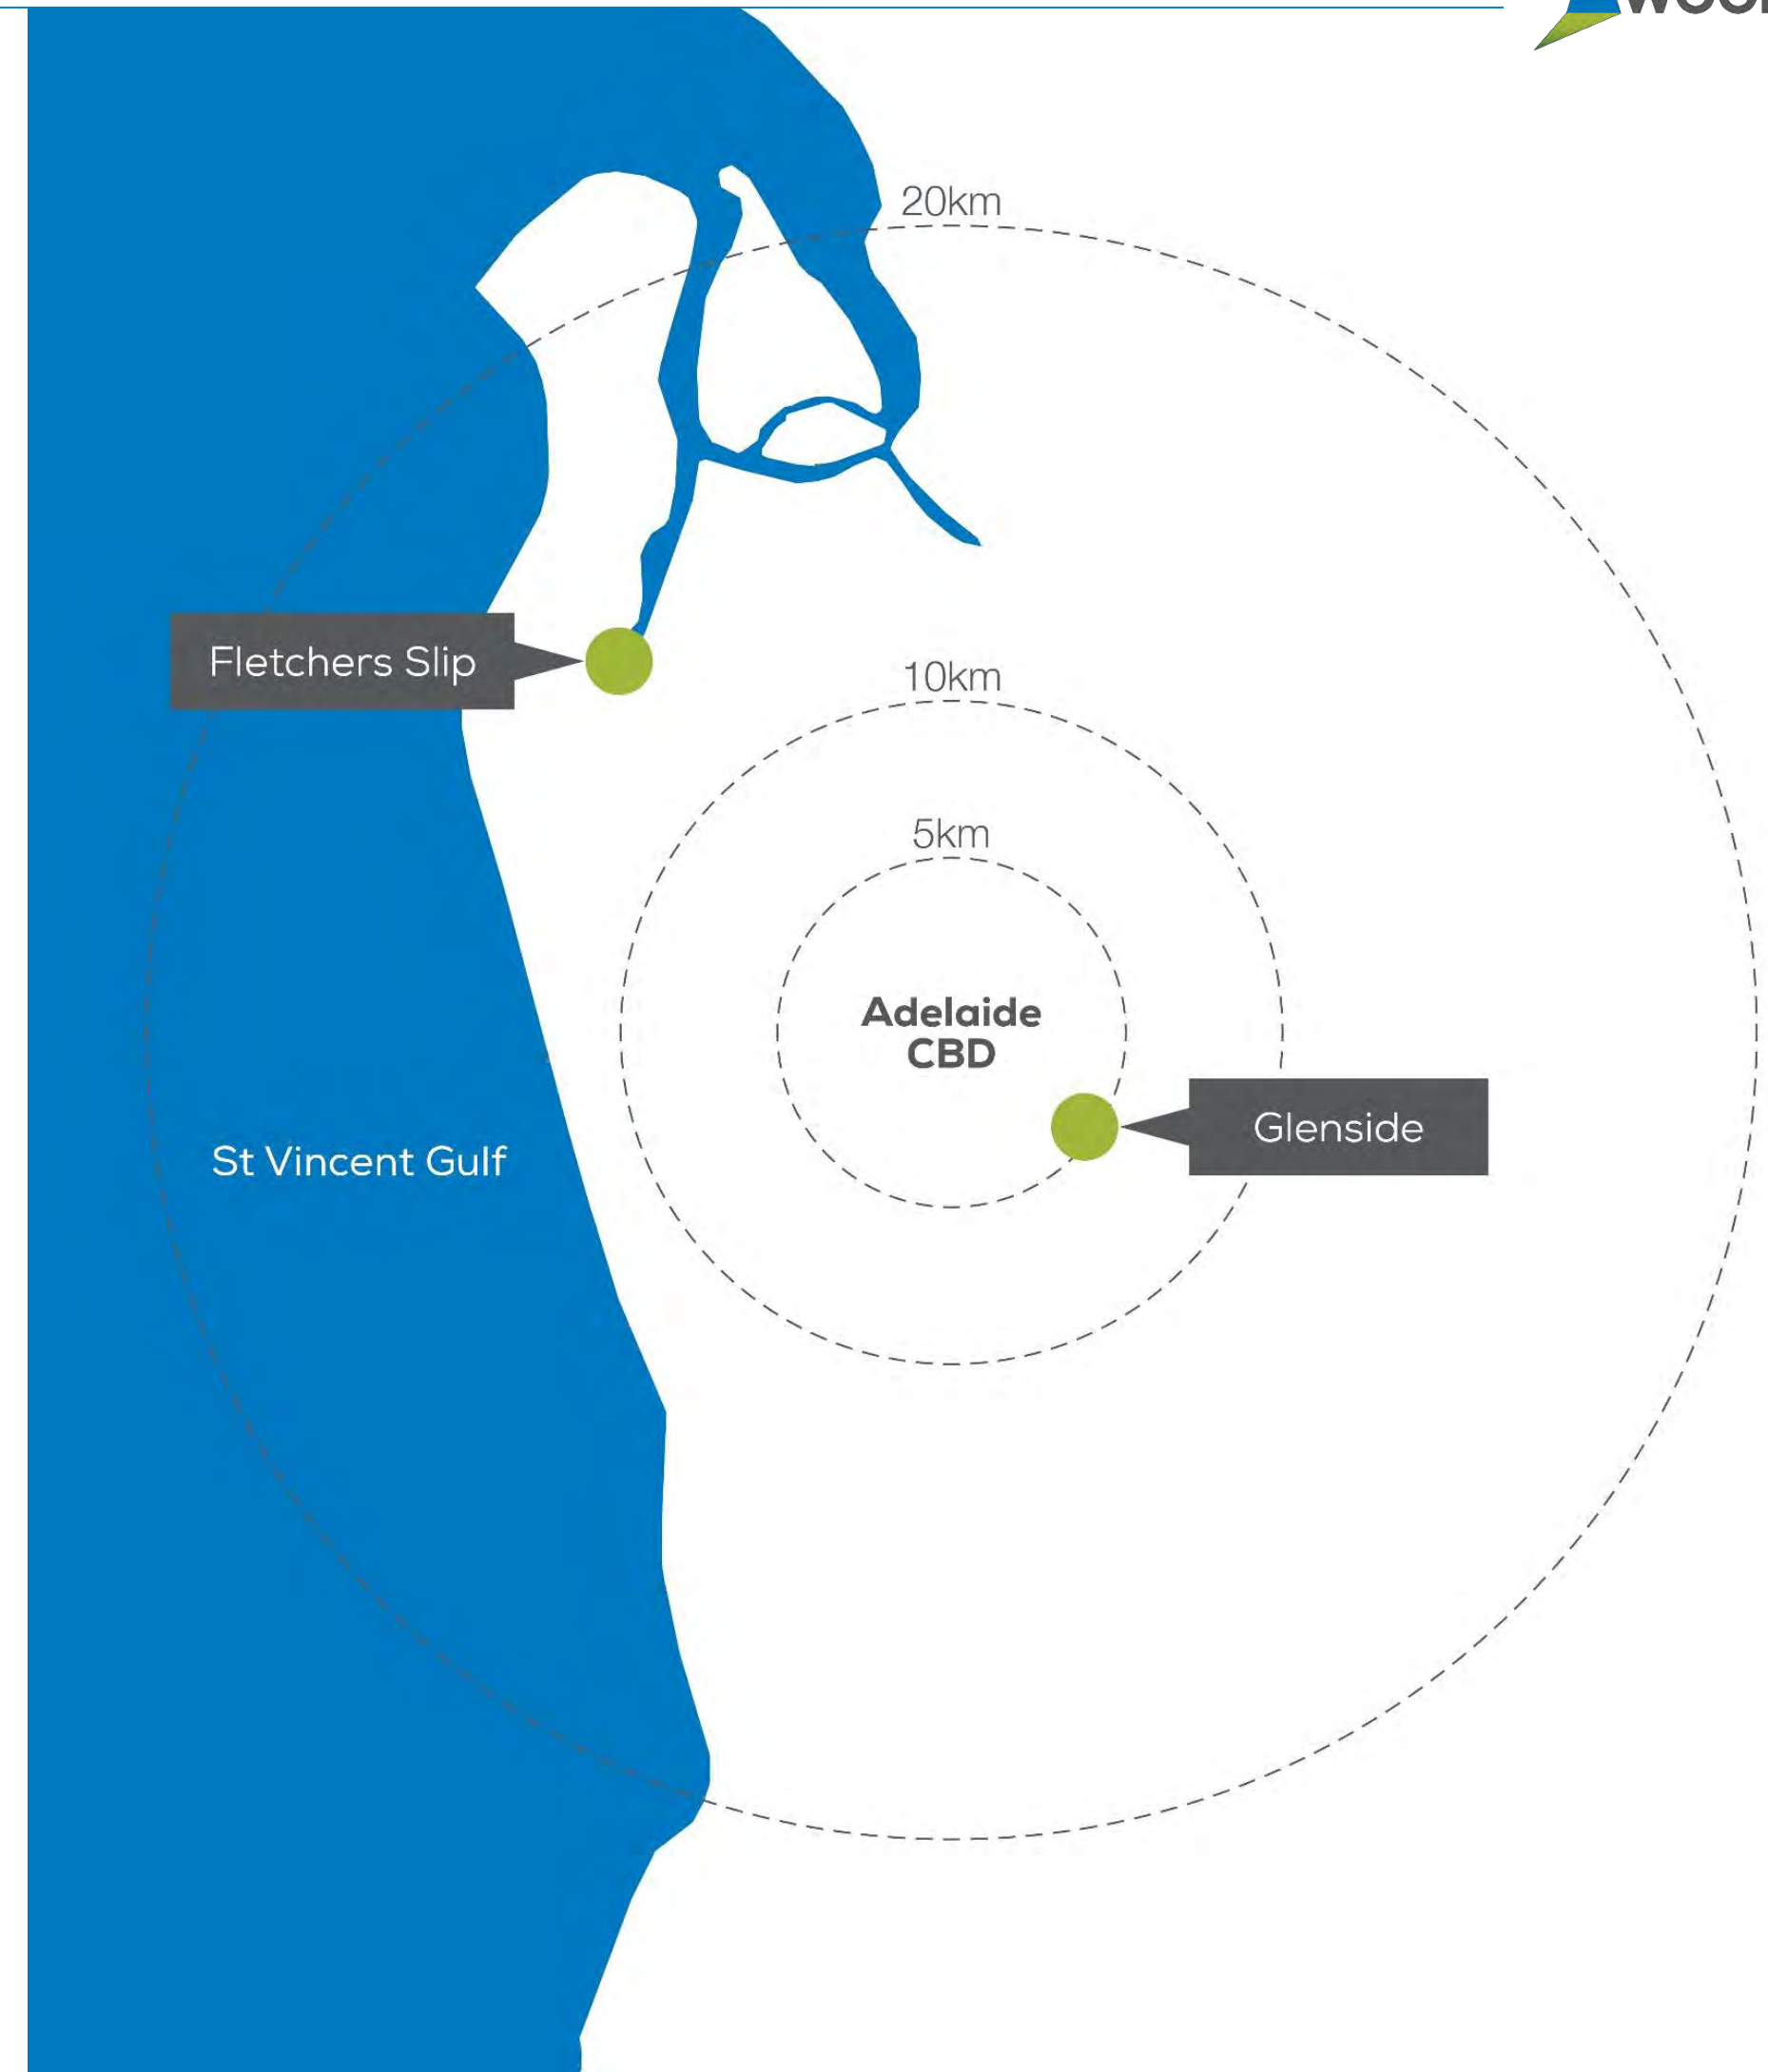 20km
Fletchers Slip
10km
5km
Adelaide
CBD
Glenside
St Vincent Gulf